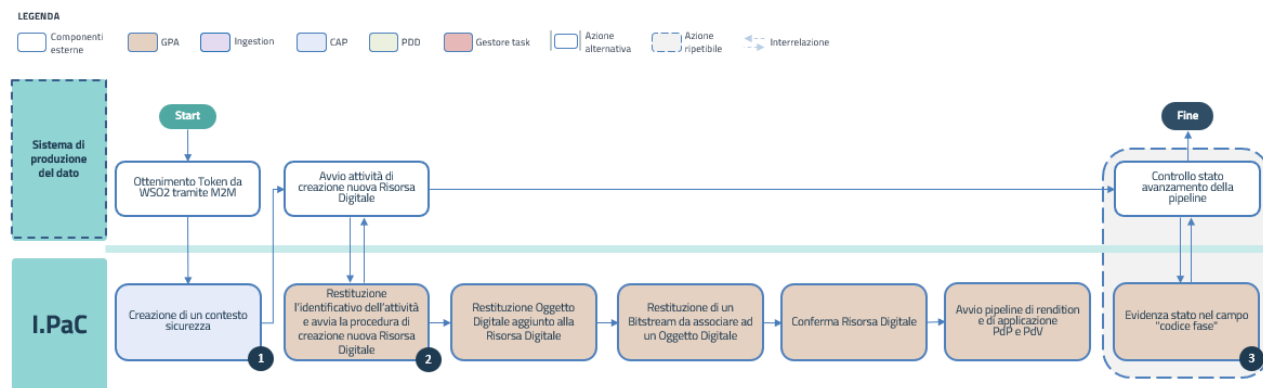 LEGENDA
Componenti
esterne
GPA
Ingestion
CAP
PDD
Gestore task
Azione
alternativa
Azione
ripetibile
Interrelazione
Sistema di
produzione
del dato
Start
Fine
Ottenimento Token da
WSO2 tramite M2M
Avvio attività di
creazione nuova Risorsa
Digitale
Controllo stato
avanzamento della
pipeline
I.PaC
Creazione di un contesto
sicurezza
1
Restituzione
l'identificativo dell'attività
e avvia la procedura di
creazione nuova Risorsa
Digitale
2
Restituzione Oggetto
Digitale aggiunto alla
Risorsa Digitale
Restituzione di un
Bitstream da associare ad
un Oggetto Digitale
Conferma Risorsa Digitale
Avvio pipeline di rendition
e di applicazione
PdP e PdV
Evidenza stato nel campo
"codice fase"
3